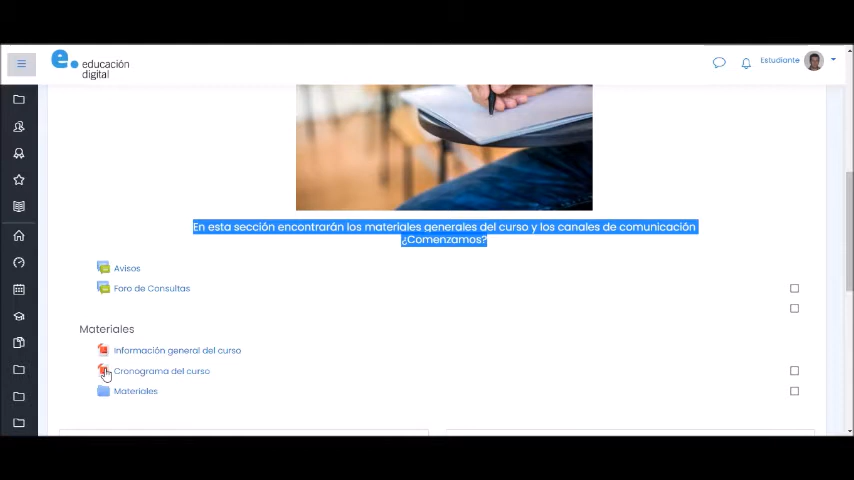 e. educación
digital
Estudiante
En esta sección encontrarán los materiales generales del curso y los canales de comunicación
¿Comenzamos?
Avisos
Foro de Consultas
Materiales
Información general del curso
Cronograma del curso
Materiales